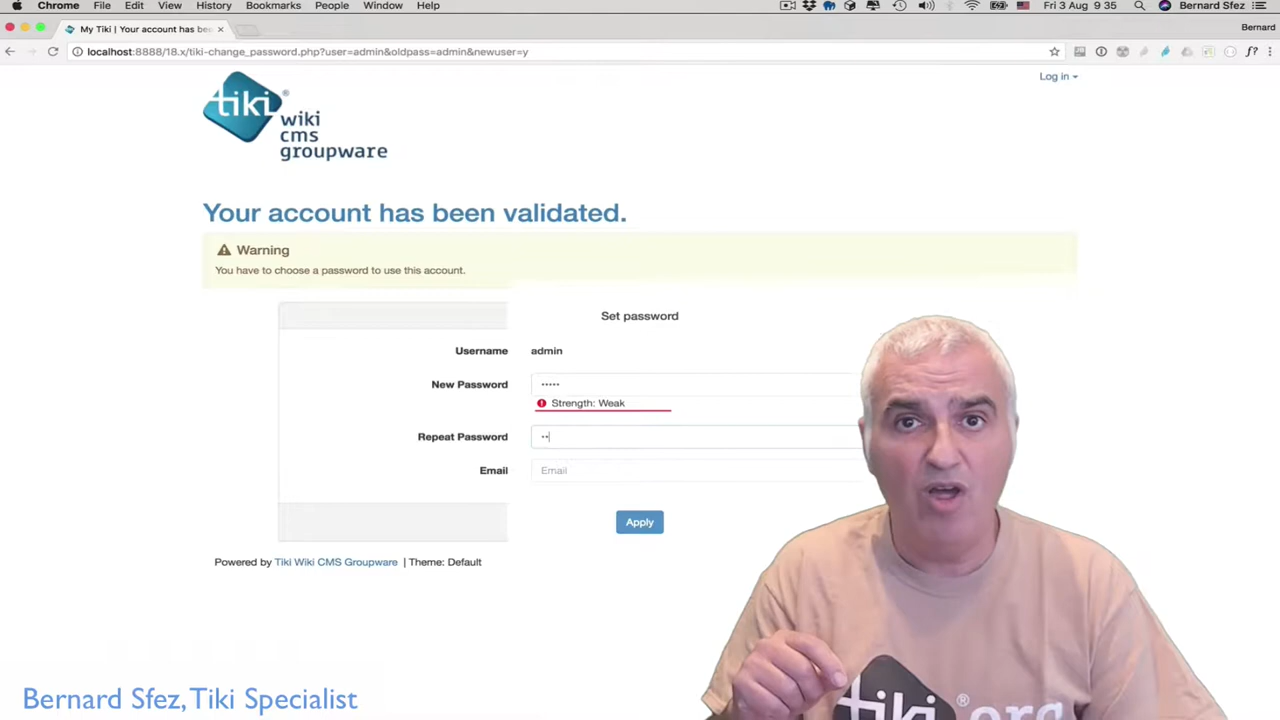 Chrome File Edit View History Bookmarks People Window Help Fri 3 Aug 9 35 Bernard Sfez
My Tiki | Your account has bee × Bernard
localhost:8888/18.x/tiki-change_password.php?user=admin&oldpass=admin&newuser=y f?
Log in
tiki ®
wiki
cms
groupware
Your account has been validated.
Warning
You have to choose a password to use this account.
Set password
Username admin
New Password •••••
Strength: Weak
Repeat Password ••
Email Email
Apply
Powered by Tiki Wiki CMS Groupware | Theme: Default
Bernard Sfez, Tiki Specialist
tiki® org